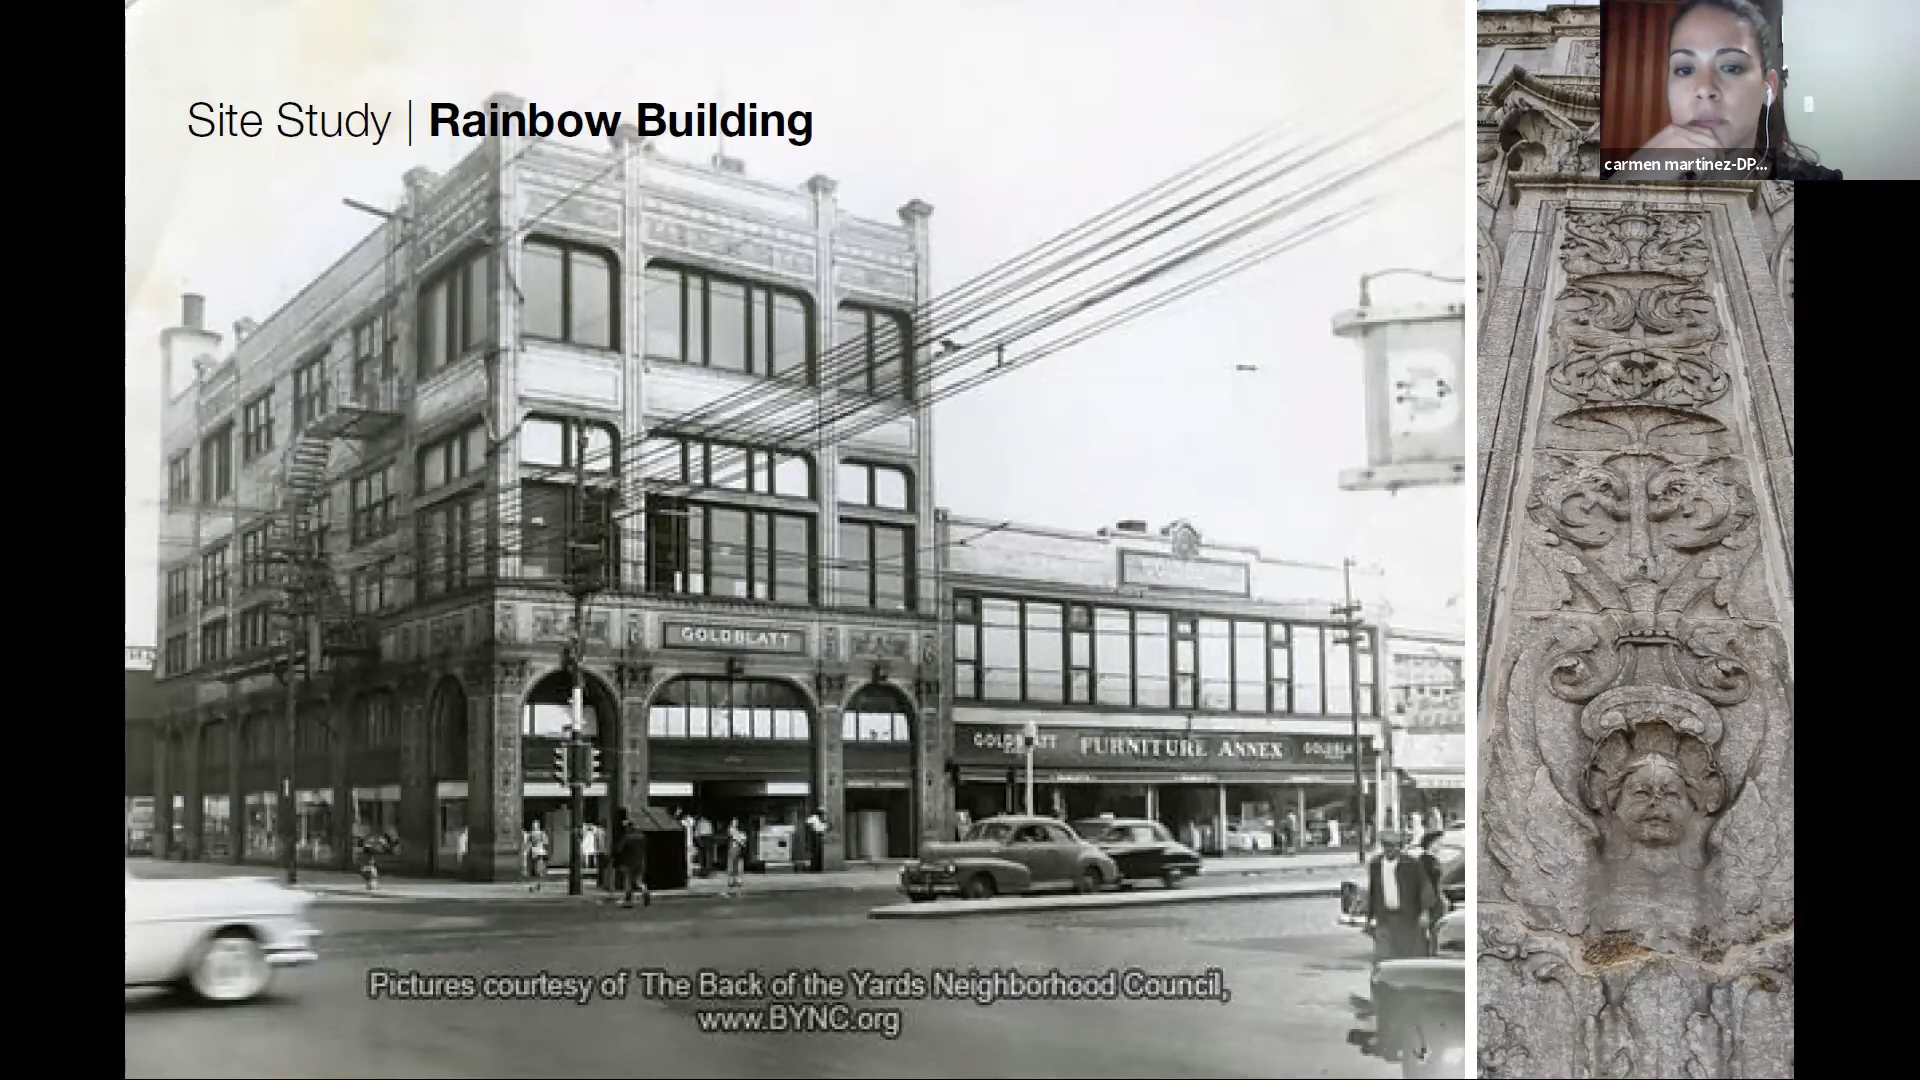 Site Study | Rainbow Building
carmen martinez-DP...
GOLDBLATT
GOLDBLATT FURNITURE ANNEX GOLDBLATT
Pictures courtesy of The Back of the Yards Neighborhood Council,
www.BYNC.org